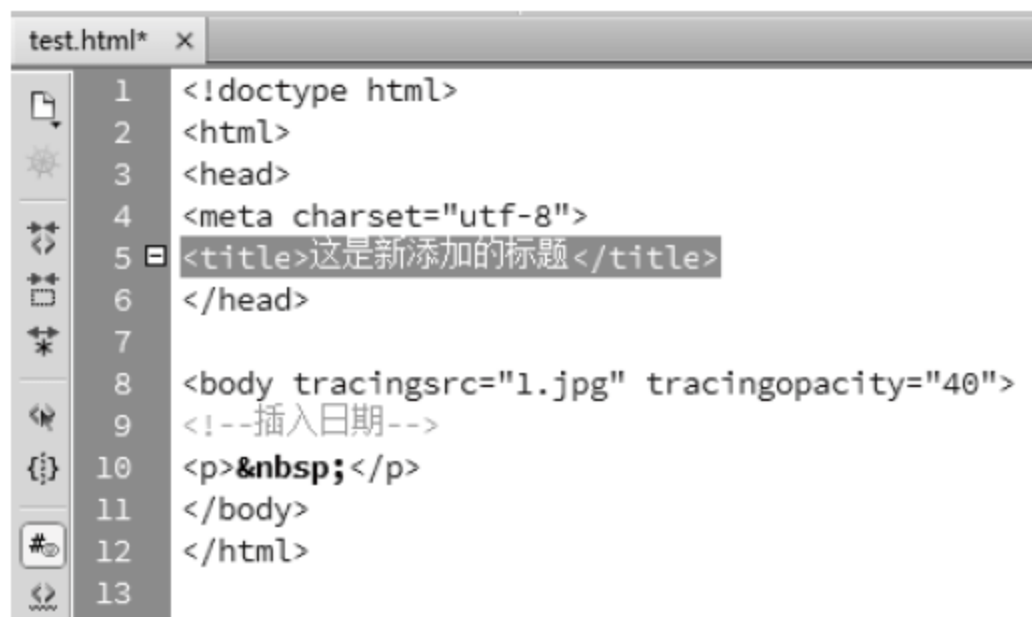 test.html* ×
1 <!doctype html>
2 <html>
3 <head>
4 <meta charset="utf-8">
5 <title>这是新添加的标题</title>
6 </head>
7
8 <body tracingsrc="1.jpg" tracingopacity="40">
9 <!--插入日期-->
10 <p>&nbsp;</p>
11 </body>
12 </html>
13